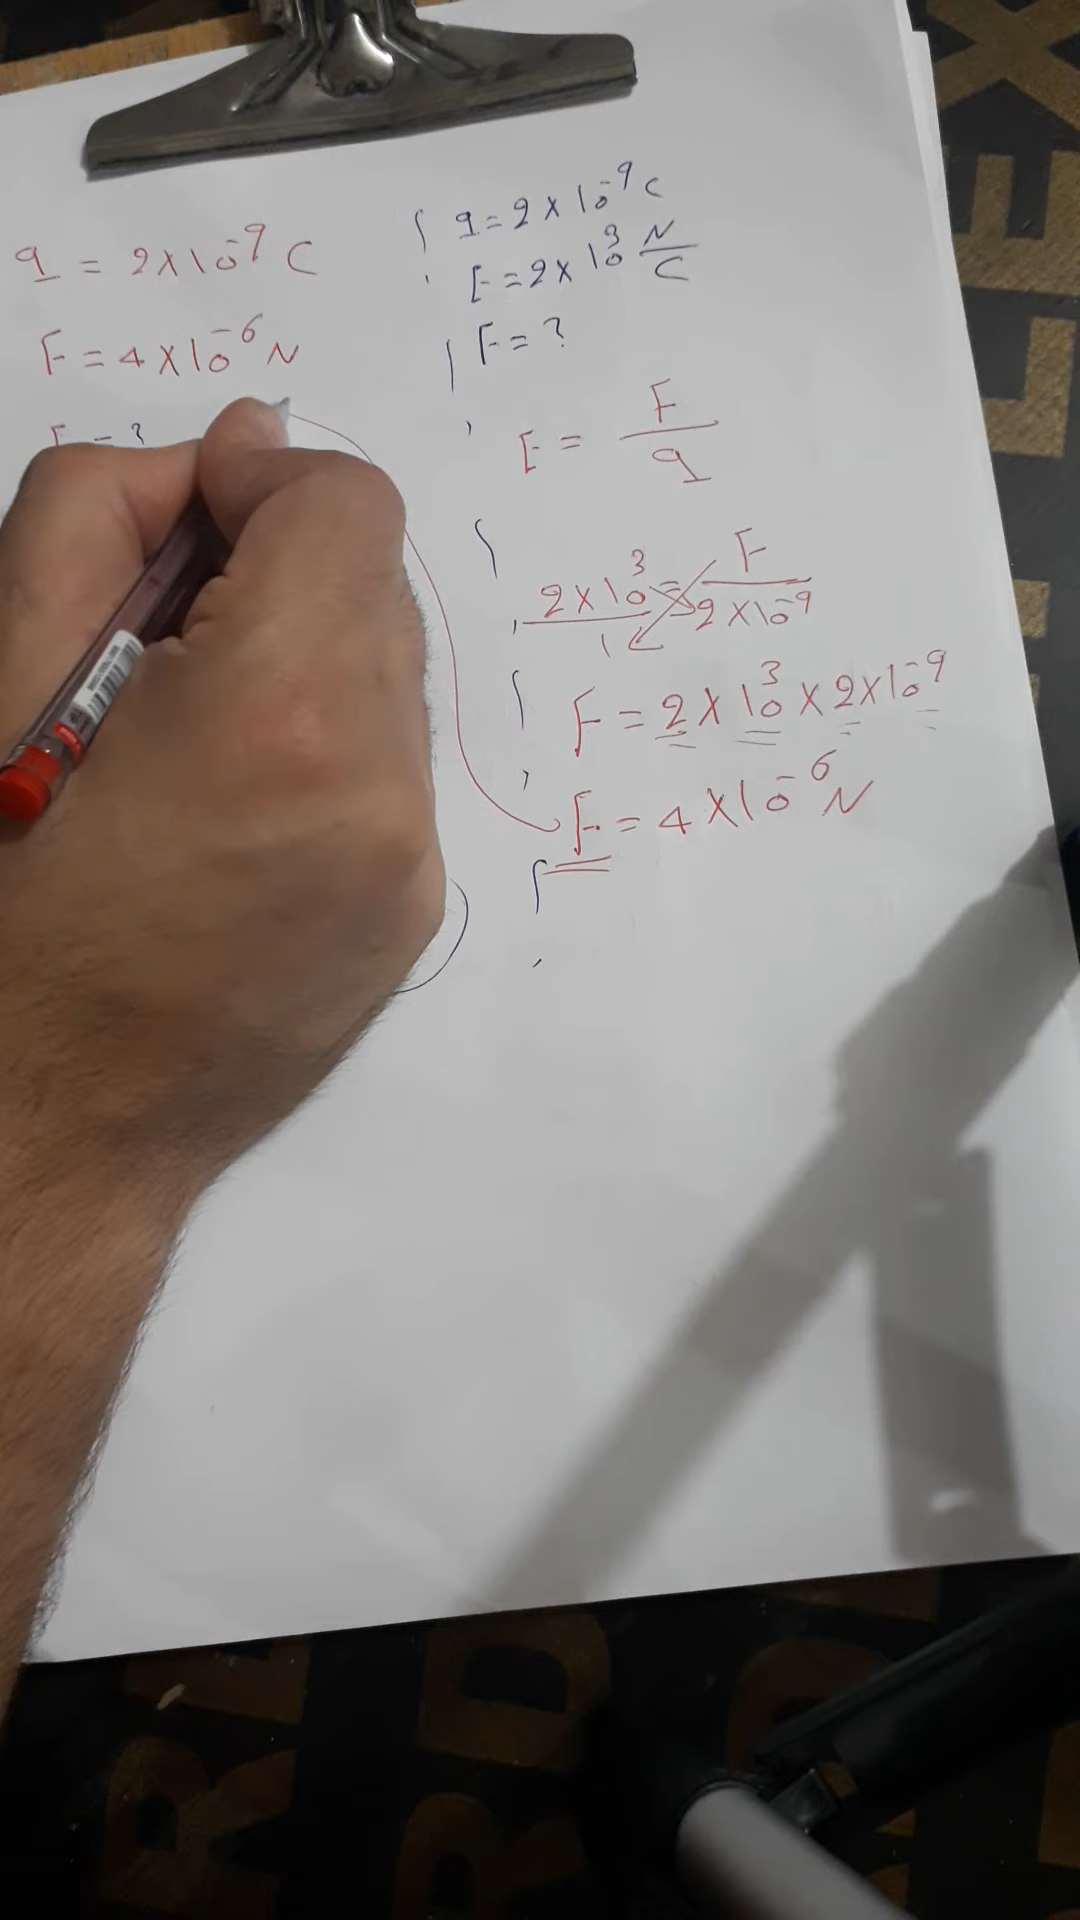 q = 2 × 10⁻⁹ C
F = 4 × 10⁻⁶ N
E = ?
q = 2 × 10⁻⁹ C
E = 2 × 10³ N/C
F = ?
E = F/q
2 × 10³/1 = F/2 × 10⁻⁹
F = 2 × 10³ × 2 × 10⁻⁹
F = 4 × 10⁻⁶ N